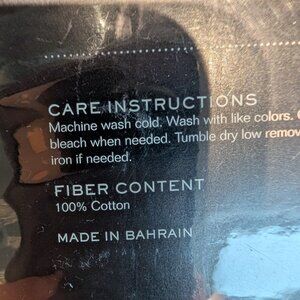 CARE INSTRUCTIONS
Machine wash cold. Wash with like colors.
bleach when needed. Tumble dry low remov
iron if needed.
FIBER CONTENT
100% Cotton
MADE IN BAHRAIN